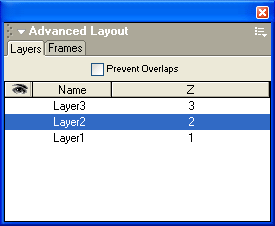 Advanced Layout
Layers Frames
Prevent Overlaps
Name Z
Layer3 3
Layer2 2
Layer1 1